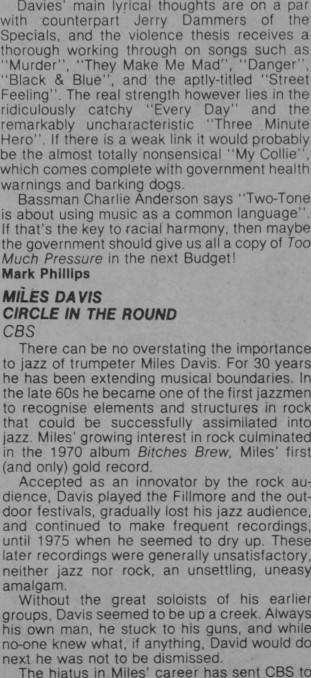 Davies' main lyrical thoughts are on a par
with counterpart Jerry Dammers of the
Specials, and the violence thesis receives a
thorough working through on songs such as
"Murder", "They Make Me Mad", "Danger",
"Black & Blue", and the aptly-titled "Street
Feeling". The real strength however lies in the
ridiculously catchy "Every Day" and the
remarkably uncharacteristic "Three Minute
Hero". If there is a weak link it would probably
be the almost totally nonsensical "My Collie",
which comes complete with government health
warnings and barking dogs.
Bassman Charlie Anderson says "Two-Tone
is about using music as a common language".
If that's the key to racial harmony, then maybe
the government should give us all a copy of Too
Much Pressure in the next Budget!
Mark Phillips
MILES DAVIS
CIRCLE IN THE ROUND
CBS
There can be no overstating the importance
to jazz of trumpeter Miles Davis. For 30 years
he has been extending musical boundaries. In
the late 60s he became one of the first jazzmen
to recognise elements and structures in rock
that could be successfully assimilated into
jazz. Miles' growing interest in rock culminated
in the 1970 album Bitches Brew, Miles' first
(and only) gold record.
Accepted as an innovator by the rock au-
dience, Davis played the Fillmore and the out-
door festivals, gradually lost his jazz audience,
and continued to make frequent recordings,
until 1975 when he seemed to dry up. These
later recordings were generally unsatisfactory,
neither jazz nor rock, an unsettling, uneasy
amalgam.
Without the great soloists of his earlier
groups, Davis seemed to be up a creek. Always
his own man, he stuck to his guns, and while
no-one knew what, if anything, David would do
next he was not to be dismissed.
The hiatus in Miles' career has sent CBS to